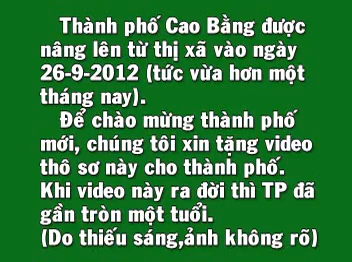 Thành phố Cao Bằng được
nâng lên từ thị xã vào ngày
26-9-2012 (tức vừa hơn một
tháng nay).
Để chào mừng thành phố
mới, chúng tôi xin tặng video
thô sơ này cho thành phố.
Khi video này ra đời thì TP đã
gần tròn một tuổi.
(Do thiếu sáng,ảnh không rõ)